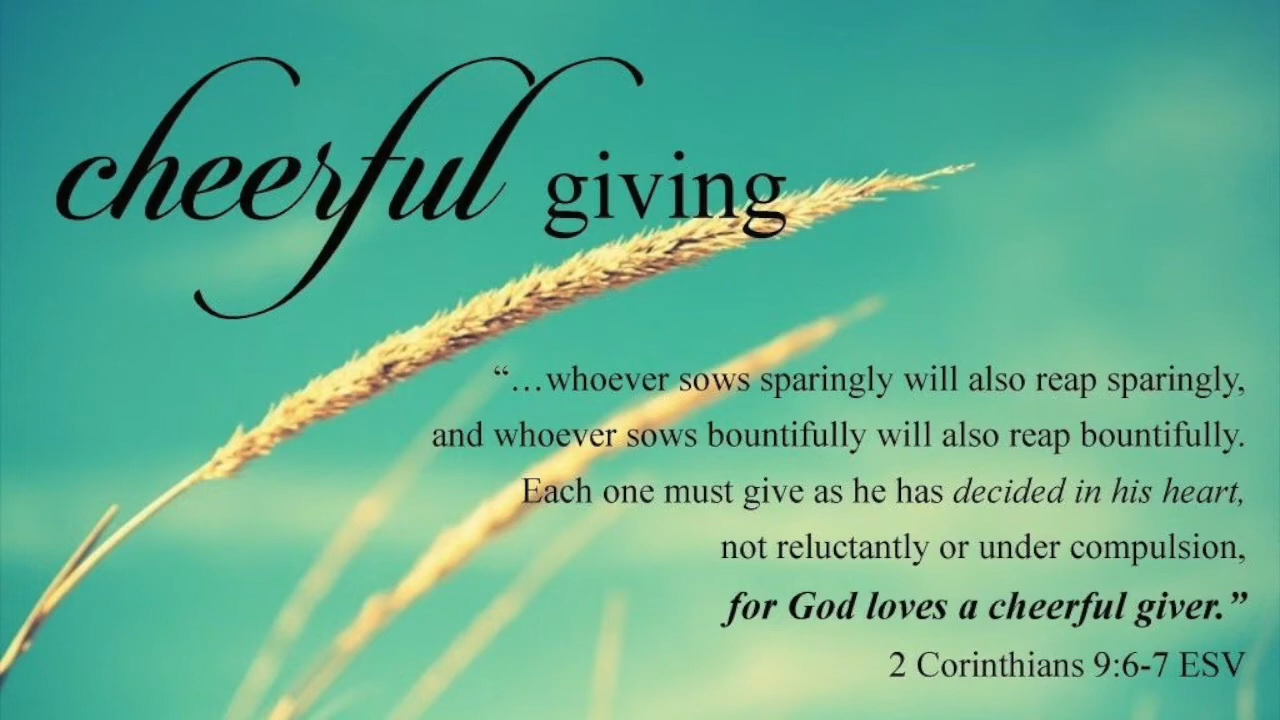 cheerful giving
“…whoever sows sparingly will also reap sparingly,
and whoever sows bountifully will also reap bountifully.
Each one must give as he has decided in his heart,
not reluctantly or under compulsion,
for God loves a cheerful giver.”
2 Corinthians 9:6-7 ESV